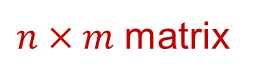 n × m matrix